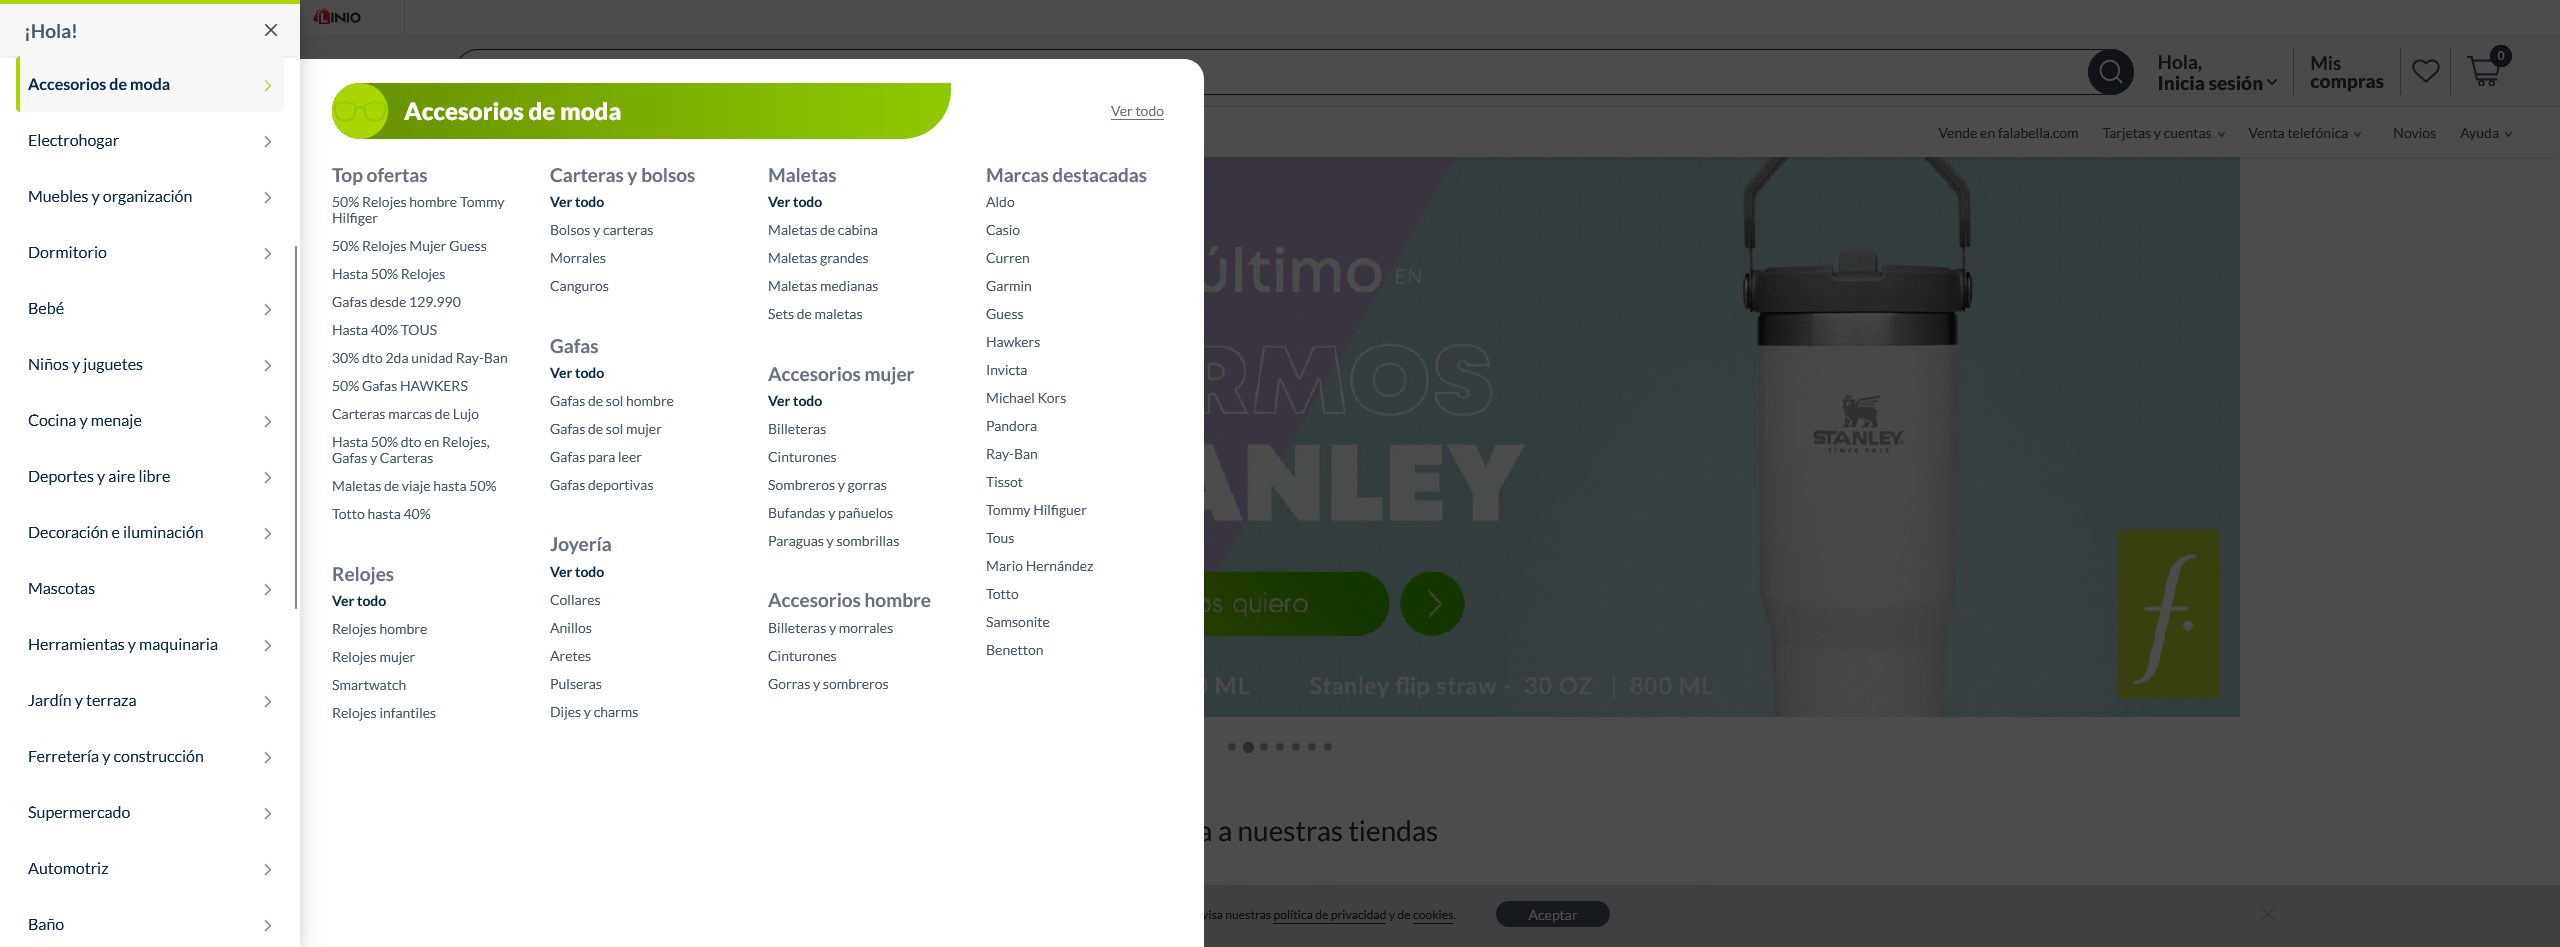 ¡Hola!
Accesorios de moda
Electrohogar
Muebles y organización
Dormitorio
Bebé
Niños y juguetes
Cocina y menaje
Deportes y aire libre
Decoración e iluminación
Mascotas
Herramientas y maquinaria
Jardín y terraza
Ferretería y construcción
Supermercado
Automotriz
Baño
LINIO
Accesorios de moda
Ver todo
Top ofertas
50% Relojes hombre Tommy
Hilfiger
50% Relojes Mujer Guess
Hasta 50% Relojes
Gafas desde 129.990
Hasta 40% TOUS
30% dto 2da unidad Ray-Ban
50% Gafas HAWKERS
Carteras marcas de Lujo
Hasta 50% dto en Relojes,
Gafas y Carteras
Maletas de viaje hasta 50%
Totto hasta 40%
Relojes
Ver todo
Relojes hombre
Relojes mujer
Smartwatch
Relojes infantiles
Carteras y bolsos
Ver todo
Bolsos y carteras
Morrales
Canguros
Gafas
Ver todo
Gafas de sol hombre
Gafas de sol mujer
Gafas para leer
Gafas deportivas
Joyería
Ver todo
Collares
Anillos
Aretes
Pulseras
Dijes y charms
Maletas
Ver todo
Maletas de cabina
Maletas grandes
Maletas medianas
Sets de maletas
Accesorios mujer
Ver todo
Billeteras
Cinturones
Sombreros y gorras
Bufandas y pañuelos
Paraguas y sombrillas
Accesorios hombre
Billeteras y morrales
Cinturones
Gorras y sombreros
Marcas destacadas
Aldo
Casio
Curren
Garmin
Guess
Hawkers
Invicta
Michael Kors
Pandora
Ray-Ban
Tissot
Tommy Hilfiguer
Tous
Mario Hernández
Totto
Samsonite
Benetton
Hola,
Inicia sesión
Mis
compras
0
Vende en falabella.com
Tarjetas y cuentas
Venta telefónica
Novios
Ayuda
último EN
RMOS
ANLEY
os quiero
ML
Stanley flip straw - 30 OZ | 800 ML
STANLEY
SINCE 1913
f.
a a nuestras tiendas
visa nuestras política de privacidad y de cookies.
Aceptar